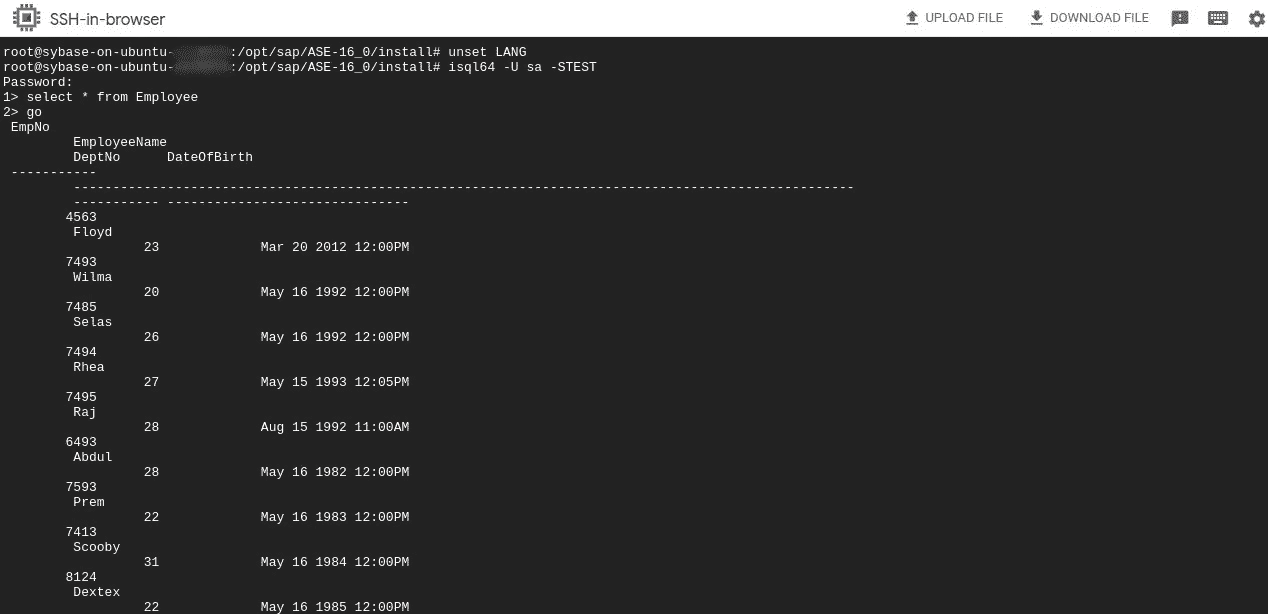 SSH-in-browser UPLOAD FILE DOWNLOAD FILE
root@sybase-on-ubuntu- :/opt/sap/ASE-16_0/install# unset LANG
root@sybase-on-ubuntu- :/opt/sap/ASE-16_0/install# isql64 -U sa -STEST
Password:
1> select * from Employee
2> go
EmpNo
EmployeeName
DeptNo DateOfBirth
-----------
----------------------------------------------------------------------------------------------------
----------- -------------------------------
4563
Floyd
23 Mar 20 2012 12:00PM
7493
Wilma
20 May 16 1992 12:00PM
7485
Selas
26 May 16 1992 12:00PM
7494
Rhea
27 May 15 1993 12:05PM
7495
Raj
28 Aug 15 1992 11:00AM
6493
Abdul
28 May 16 1982 12:00PM
7593
Prem
22 May 16 1983 12:00PM
7413
Scooby
31 May 16 1984 12:00PM
8124
Dextex
22 May 16 1985 12:00PM